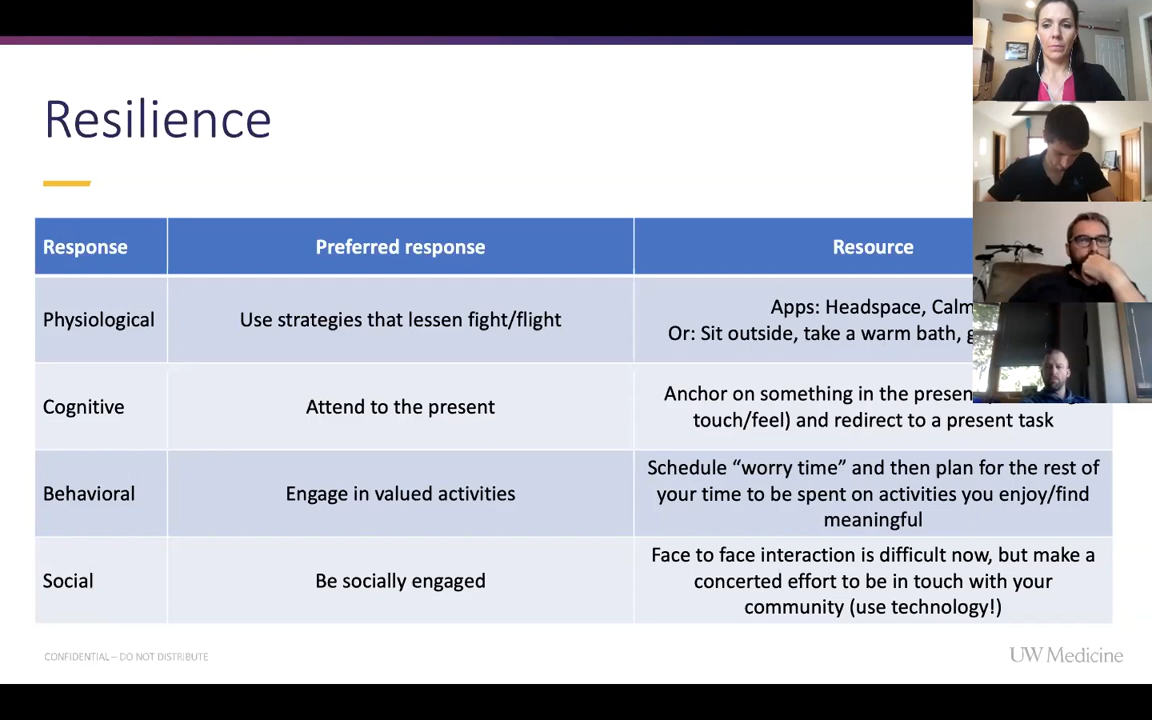 Resilience
Response
Preferred response
Resource
Physiological
Use strategies that lessen fight/flight
Apps: Headspace, Calm
Or: Sit outside, take a warm bath,
Cognitive
Attend to the present
Anchor on something in the present
touch/feel) and redirect to a present task
Behavioral
Engage in valued activities
Schedule “worry time” and then plan for the rest of
your time to be spent on activities you enjoy/find
meaningful
Social
Be socially engaged
Face to face interaction is difficult now, but make a
concerted effort to be in touch with your
community (use technology!)
CONFIDENTIAL – DO NOT DISTRIBUTE
UW Medicine